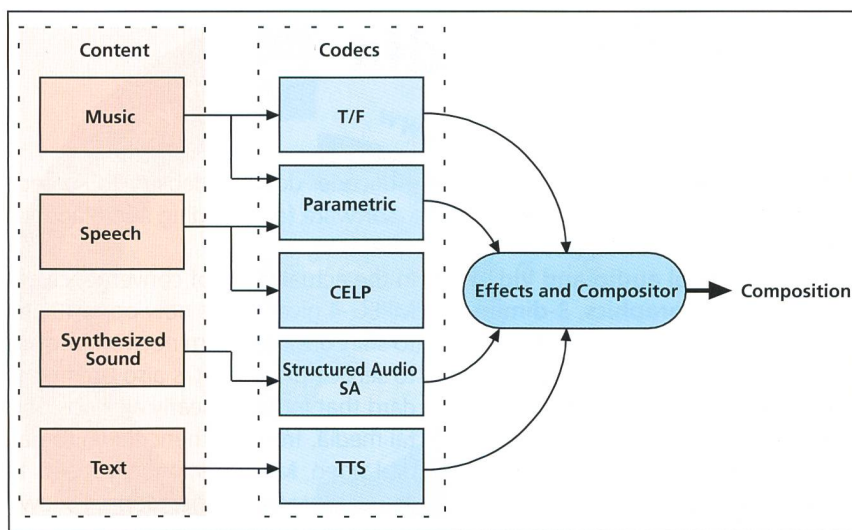 Content
Codecs
Music
T/F
Parametric
Speech
CELP
Effects and Compositor
Composition
Synthesized
Sound
Structured Audio
SA
Text
TTS